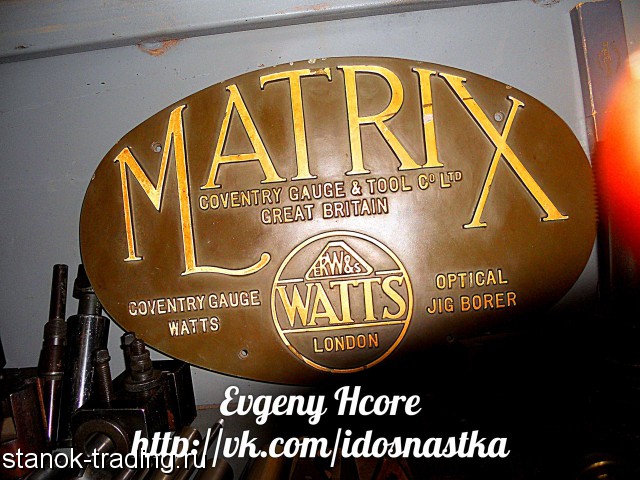 MATRIX
COVENTRY GAUGE & TOOL Co LTD
GREAT BRITAIN
ERW&S
WATTS
LONDON
COVENTRY GAUGE
WATTS
OPTICAL
JIG BORER
Evgeny Hcore
http://vk.com/idosnastka
stanok-trading.ru